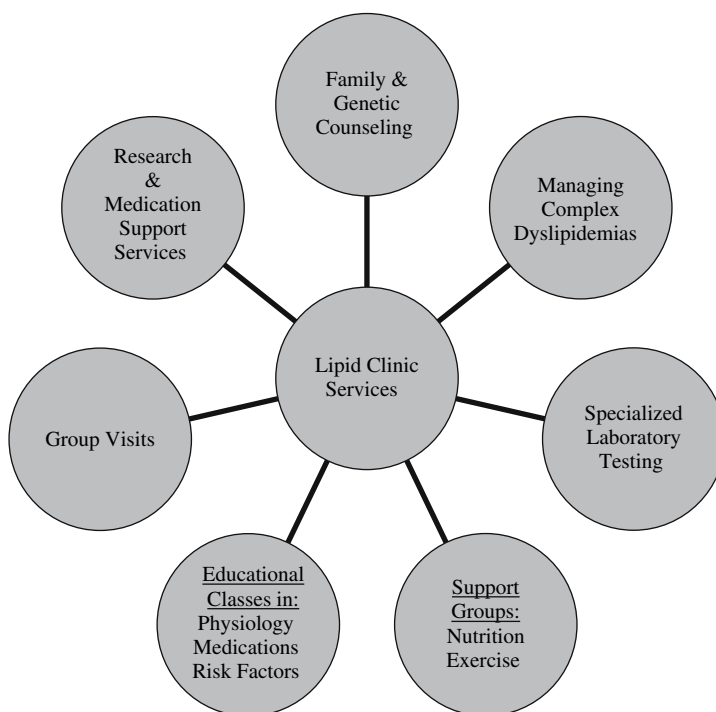 Family &
Genetic
Counseling
Research
&
Medication
Support
Services
Managing
Complex
Dyslipidemias
Lipid Clinic
Services
Group Visits
Specialized
Laboratory
Testing
Educational
Classes in:
Physiology
Medications
Risk Factors
Support
Groups:
Nutrition
Exercise